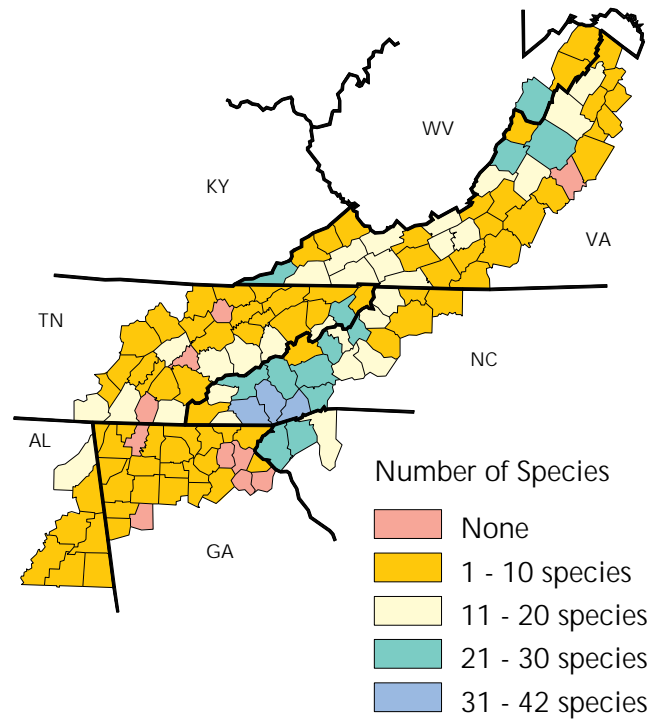 WV
KY
VA
TN
NC
AL
GA
Number of Species
None
1 - 10 species
11 - 20 species
21 - 30 species
31 - 42 species